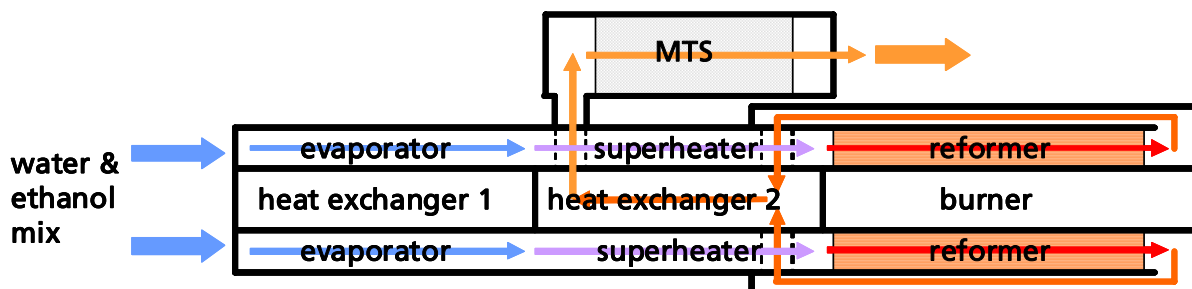 MTS
evaporator superheater reformer
water &
ethanol
mix
heat exchanger 1 heat exchanger 2 burner
evaporator superheater reformer